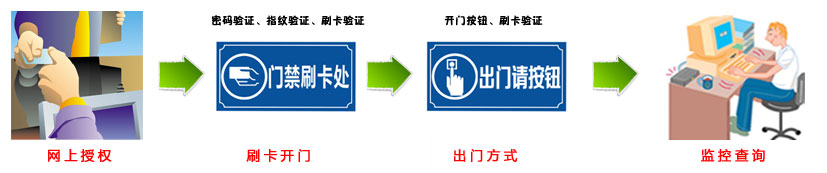 密码验证、指纹验证、刷卡验证
开门按钮、刷卡验证
门禁刷卡处
出门请按钮
网上授权
刷卡开门
出门方式
监控查询